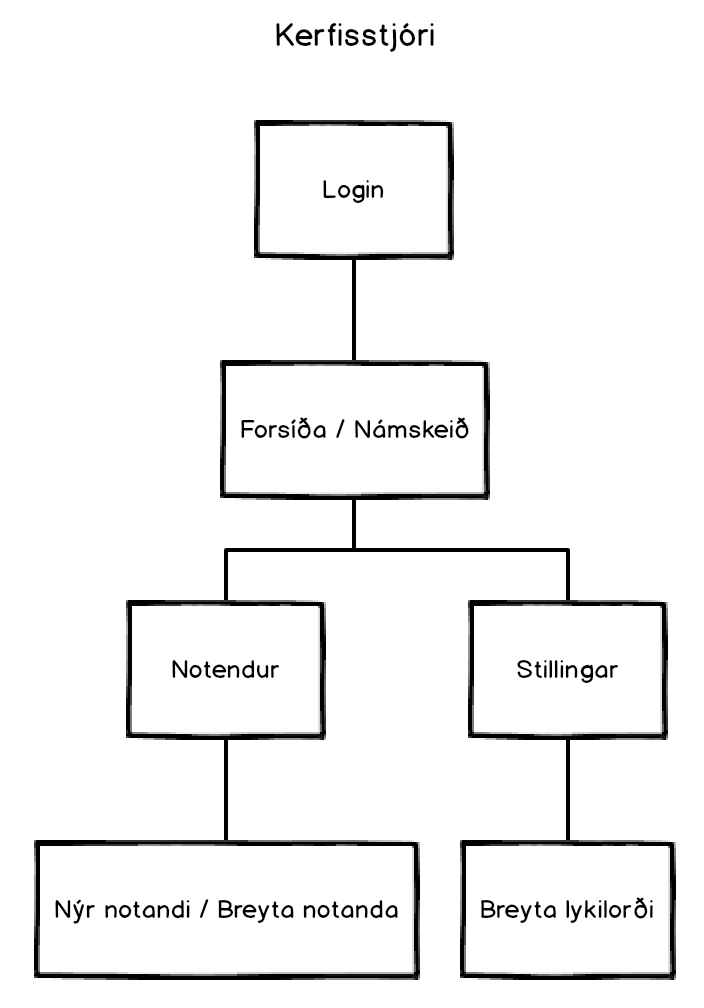 Kerfisstjóri
Login
Forsíða / Námskeið
Notendur
Stillingar
Nýr notandi / Breyta notanda
Breyta lykilorði